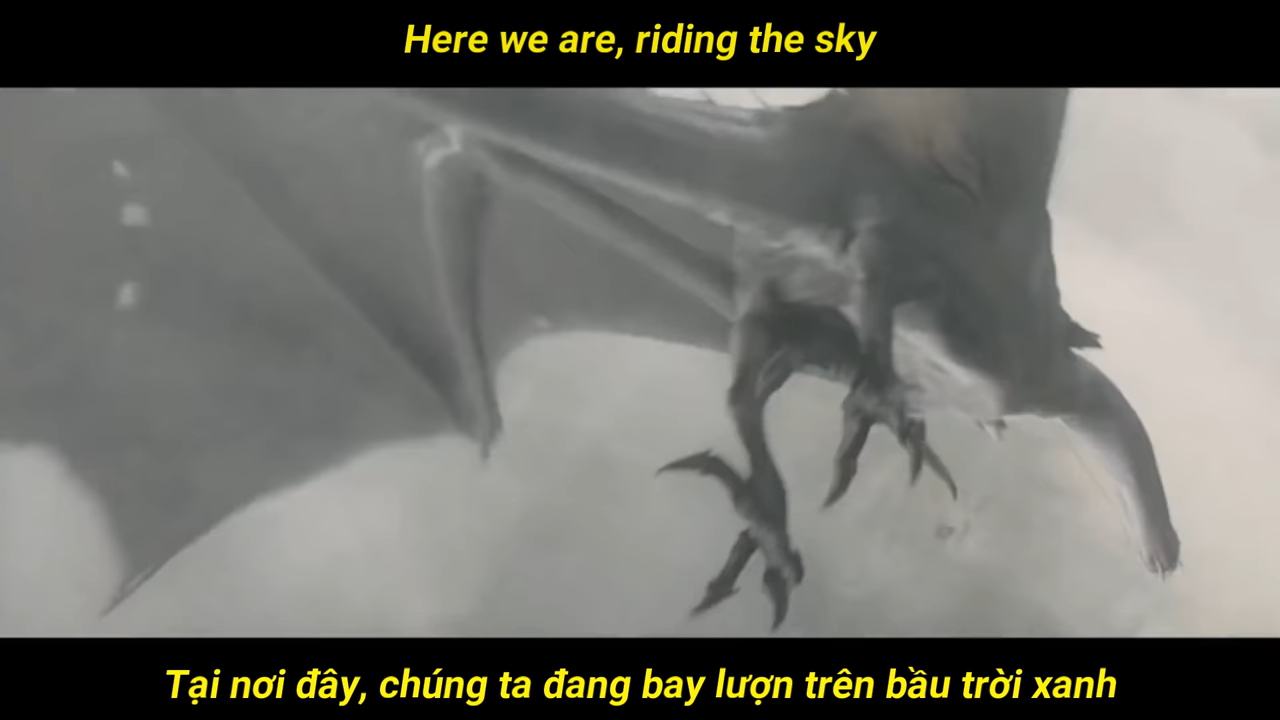 Here we are, riding the sky
Tại nơi đây, chúng ta đang bay lượn trên bầu trời xanh